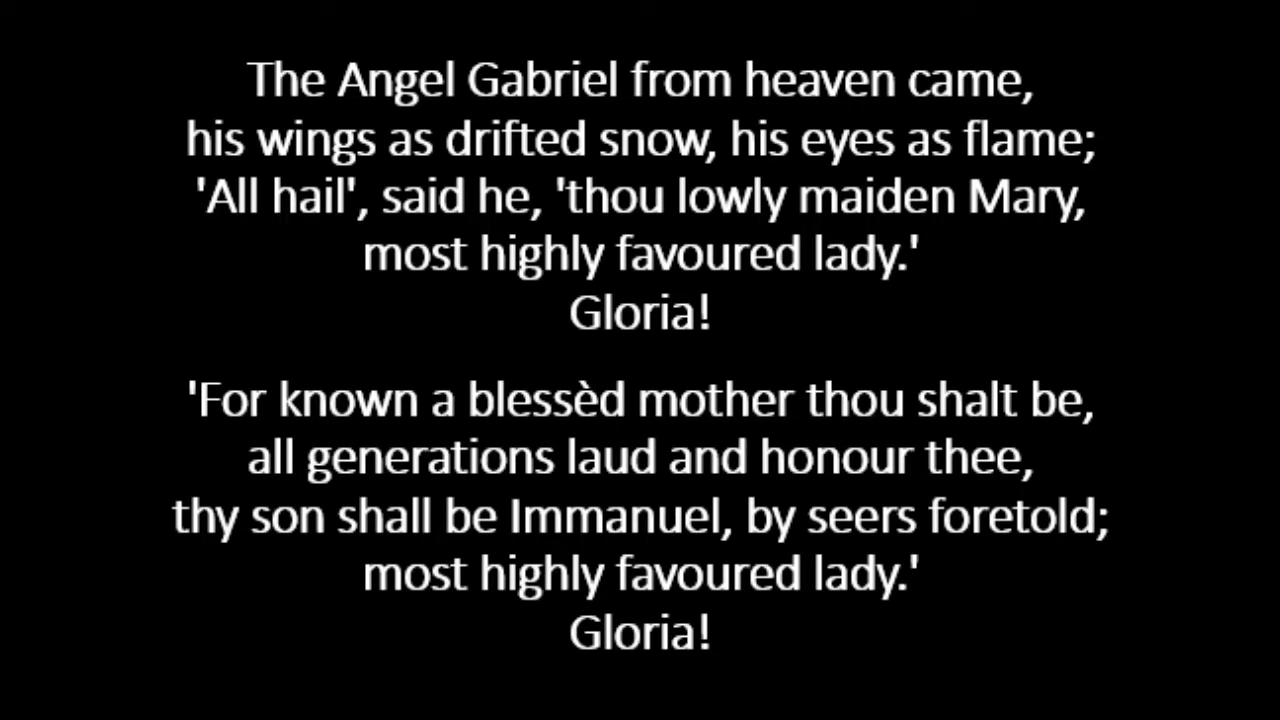 The Angel Gabriel from heaven came,
his wings as drifted snow, his eyes as flame;
'All hail', said he, 'thou lowly maiden Mary,
most highly favoured lady.'
Gloria!
'For known a blessèd mother thou shalt be,
all generations laud and honour thee,
thy son shall be Immanuel, by seers foretold;
most highly favoured lady.'
Gloria!